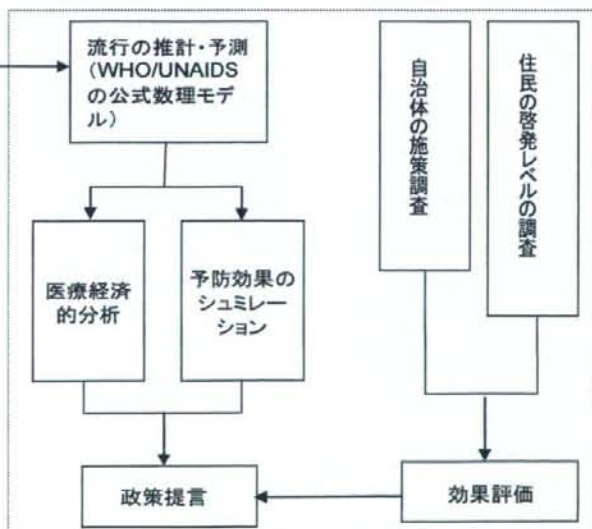 流行の推計・予測
(WHO/UNAIDS
の公式数理モデ
ル)
自治体の施策調査
住民の啓発レベルの調査
医療経済
的分析
予防効果の
シュミレー
ション
政策提言
効果評価